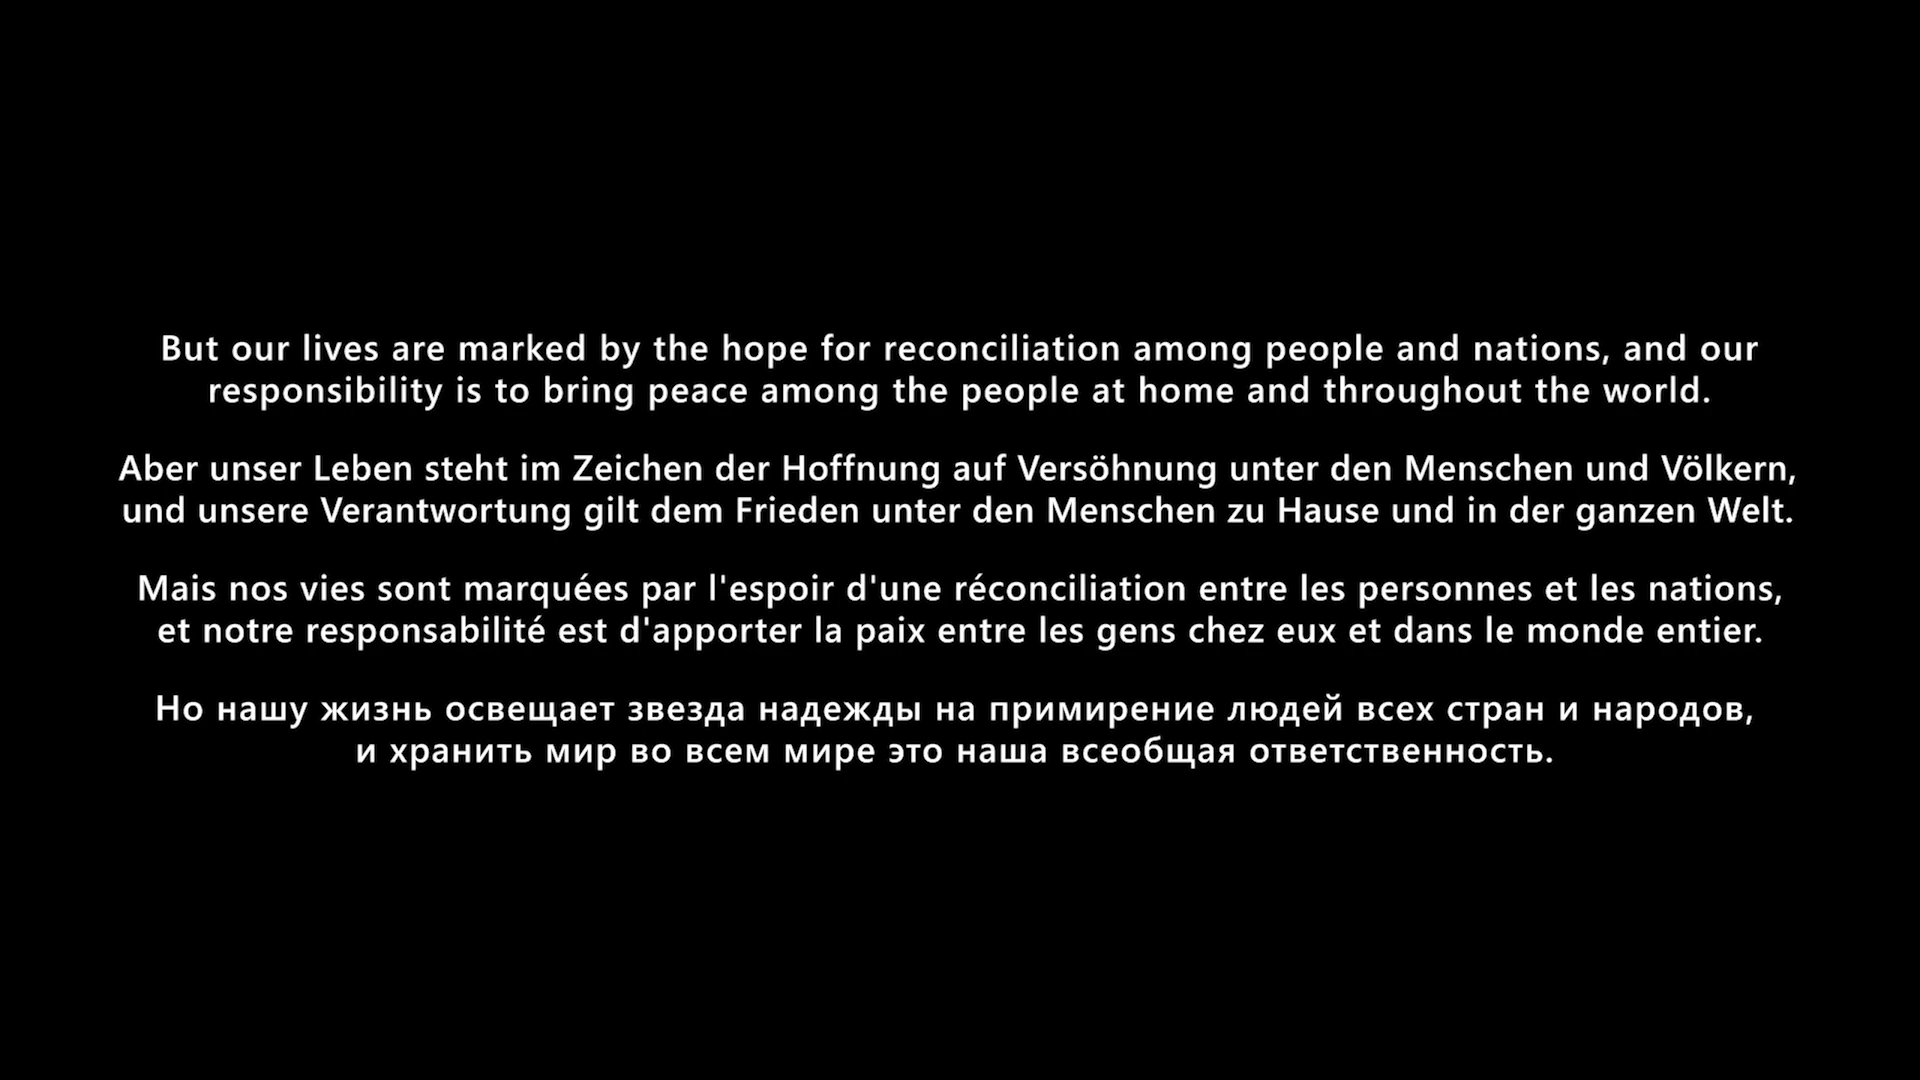 But our lives are marked by the hope for reconciliation among people and nations, and our
responsibility is to bring peace among the people at home and throughout the world.
Aber unser Leben steht im Zeichen der Hoffnung auf Versöhnung unter den Menschen und Völkern,
und unsere Verantwortung gilt dem Frieden unter den Menschen zu Hause und in der ganzen Welt.
Mais nos vies sont marquées par l'espoir d'une réconciliation entre les personnes et les nations,
et notre responsabilité est d'apporter la paix entre les gens chez eux et dans le monde entier.
Но нашу жизнь освещает звезда надежды на примирение людей всех стран и народов,
и хранить мир во всем мире это наша всеобщая ответственность.